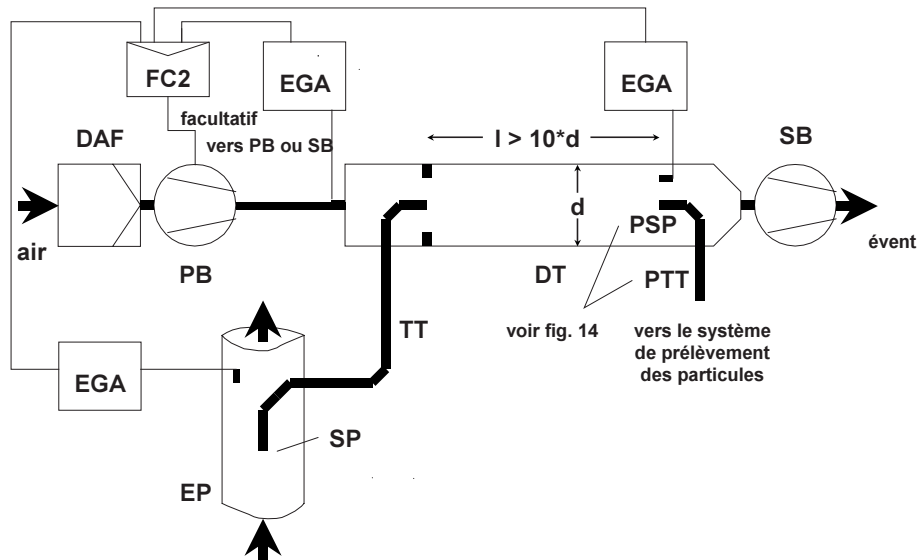 FC2
EGA
EGA
facultatif
vers PB ou SB
l > 10*d
DAF
SB
air
PB
d
PSP
DT
PTT
évent
TT
voir fig. 14
vers le système
de prélèvement
des particules
EGA
SP
EP